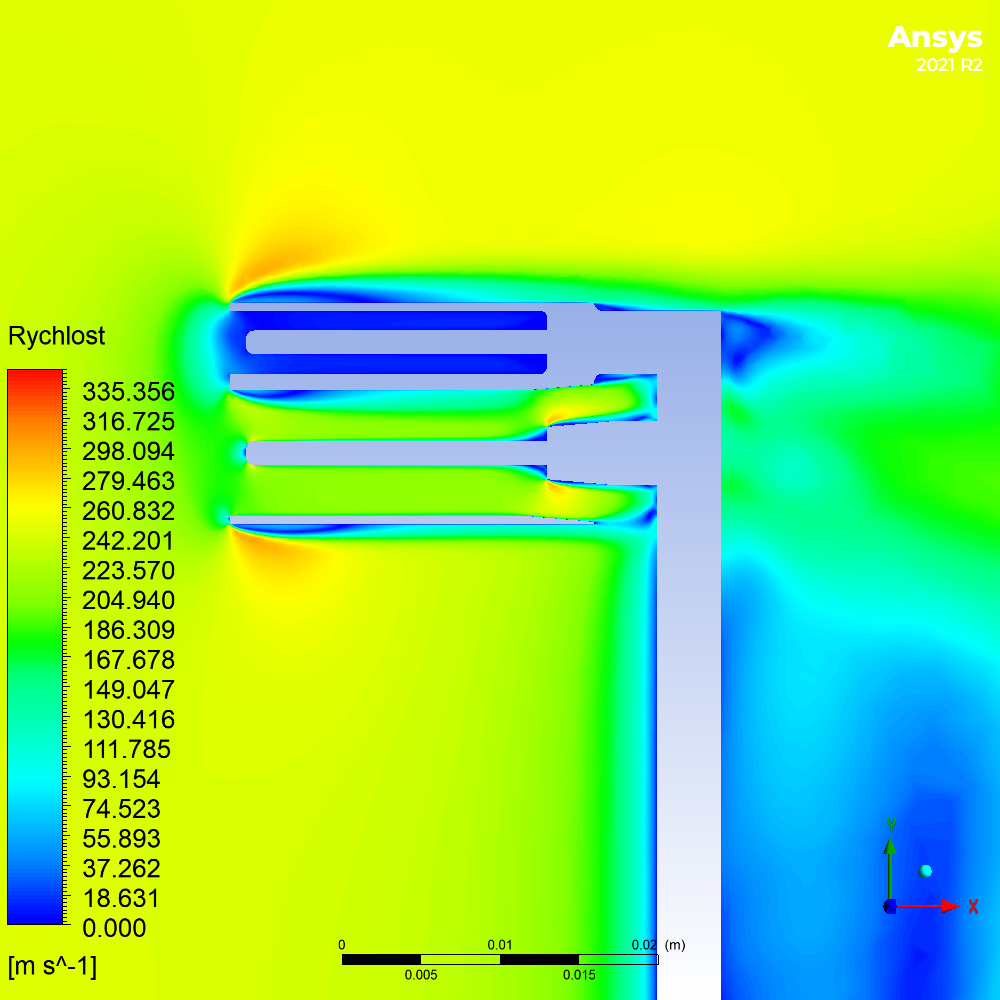 Ansys
2021 R2
Rychlost
335.356
316.725
298.094
279.463
260.832
242.201
223.570
204.940
186.309
167.678
149.047
130.416
111.785
93.154
74.523
55.893
37.262
18.631
0.000
[m s^-1]
0 0.01 0.02 (m)
0.005 0.015
Y
X